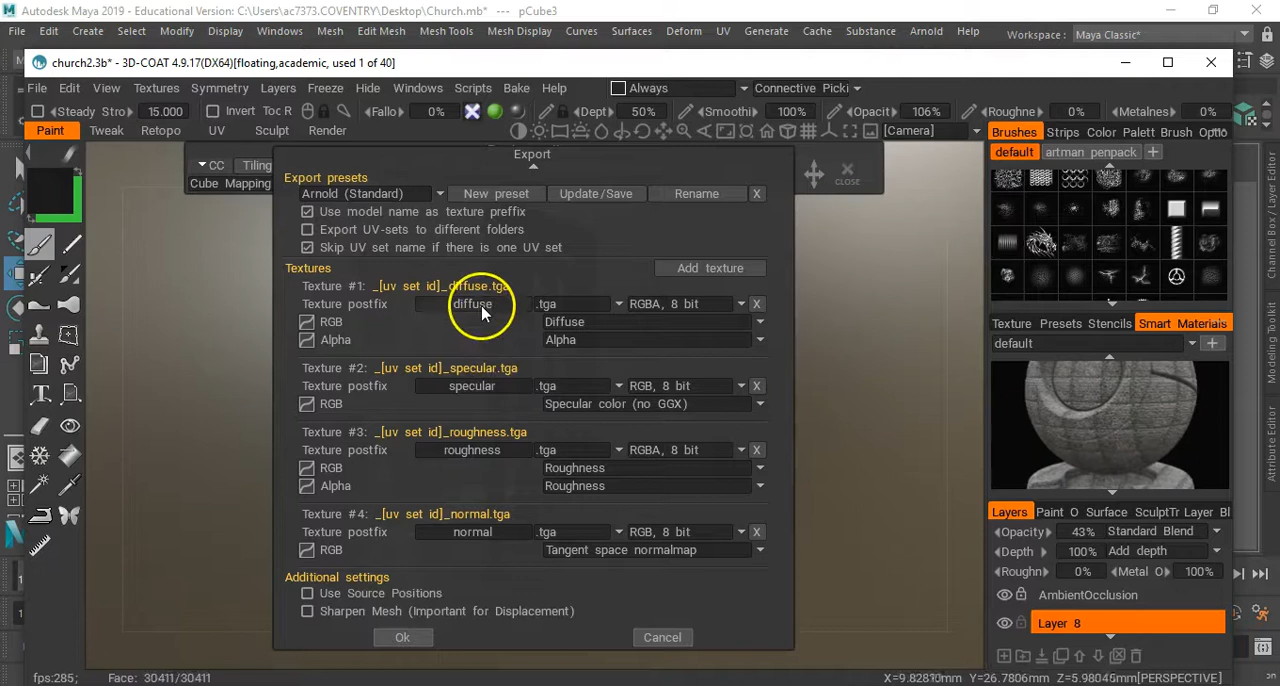 Autodesk Maya 2019 - Educational Version: C:\Users\ac7373.COVENTRY\Desktop\Church.mb* --- pCube3
File Edit Create Select Modify Display Windows Mesh Edit Mesh Mesh Tools Mesh Display Curves Surfaces Deform UV Generate Cache Substance Arnold Help Workspace : Maya Classic*
church2.3b* - 3D-COAT 4.9.17(DX64)[floating,academic, used 1 of 40]
File Edit View Textures Symmetry Layers Freeze Hide Windows Scripts Bake Help Always Connective Picki
Steady Stro 15.000 Invert Toc R Fallo 0% Dept 50% Smoothi 100% Opacit 106% Roughne 0% Metalnes 0%
Paint Tweak Retopo UV Sculpt Render [Camera] Brushes Strips Color Palett Brush Optio
default artman penpack
CC Tiling
Cube Mapping
CLOSE
Export
Export presets
Arnold (Standard) New preset Update/Save Rename X
Use model name as texture preffix
Export UV-sets to different folders
Skip UV set name if there is one UV set
Textures Add texture
Texture #1: _[uv set id]_diffuse.tga
Texture postfix diffuse .tga RGBA, 8 bit X
RGB Diffuse
Alpha Alpha
Texture #2: _[uv set id]_specular.tga
Texture postfix specular .tga RGB, 8 bit X
RGB Specular color (no GGX)
Texture #3: _[uv set id]_roughness.tga
Texture postfix roughness .tga RGBA, 8 bit X
RGB Roughness
Alpha Roughness
Texture #4: _[uv set id]_normal.tga
Texture postfix normal .tga RGB, 8 bit X
RGB Tangent space normalmap
Additional settings
Use Source Positions
Sharpen Mesh (Important for Displacement)
Ok Cancel
Texture Presets Stencils Smart Materials
default
Layers Paint O Surface SculptTr Layer Bl
Opacity 43% Standard Blend
Depth 100% Add depth
Roughn 0% Metal O 100%
AmbientOcclusion
Layer 8
Channel Box / Layer Editor
Attribute Editor
fps:285; Face: 30411/30411 X=9.82870mm Y=26.7806mm Z=5.98045mm[PERSPECTIVE]